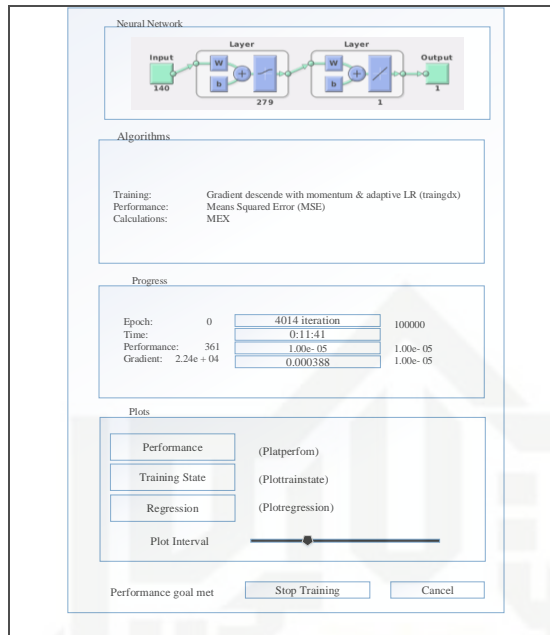 Neural Network
Layer Layer
Input Output
W W
+ +
b b
140 279 1 1
Algorithms
Training: Gradient descende with momentum & adaptive LR (traingdx)
Performance: Means Squared Error (MSE)
Calculations: MEX
Progress
Epoch: 0 4014 iteration 100000
Time: 0:11:41
Performance: 361 1.00e- 05 1.00e- 05
Gradient: 2.24e + 04 0.000388 1.00e- 05
Plots
Performance (Platperfom)
Training State (Plottrainstate)
Regression (Plotregression)
Plot Interval
Performance goal met Stop Training Cancel